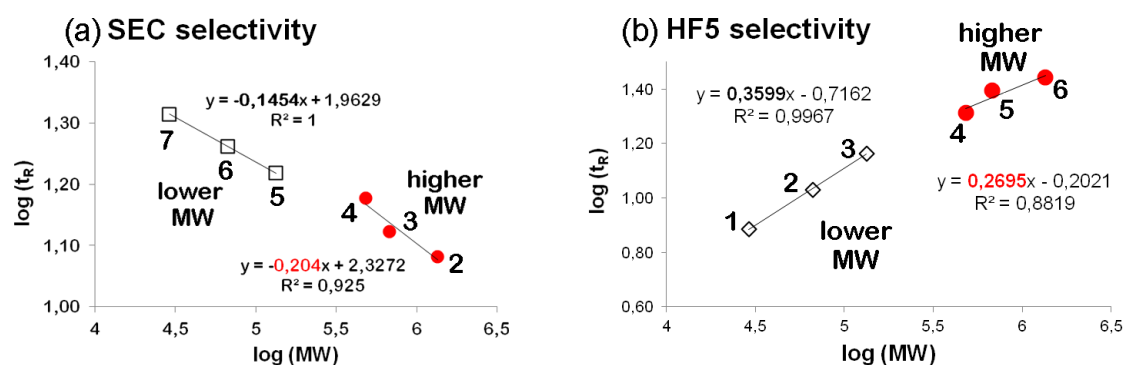 (a) SEC selectivity
1,40
1,30
1,20
1,10
1,00
log (tR)
4
4,5
5
5,5
6
6,5
log (MW)
y = -0,1454x + 1,9629
R² = 1
7
6
5
lower
MW
higher
MW
4
3
2
y = -0,204x + 2,3272
R² = 0,925
(b) HF5 selectivity
1,40
1,20
1,00
0,80
0,60
log (tR)
4
4,5
5
5,5
6
6,5
log (MW)
y = 0,3599x - 0,7162
R² = 0,9967
1
2
3
lower
MW
higher
MW
4
5
6
y = 0,2695x - 0,2021
R² = 0,8819